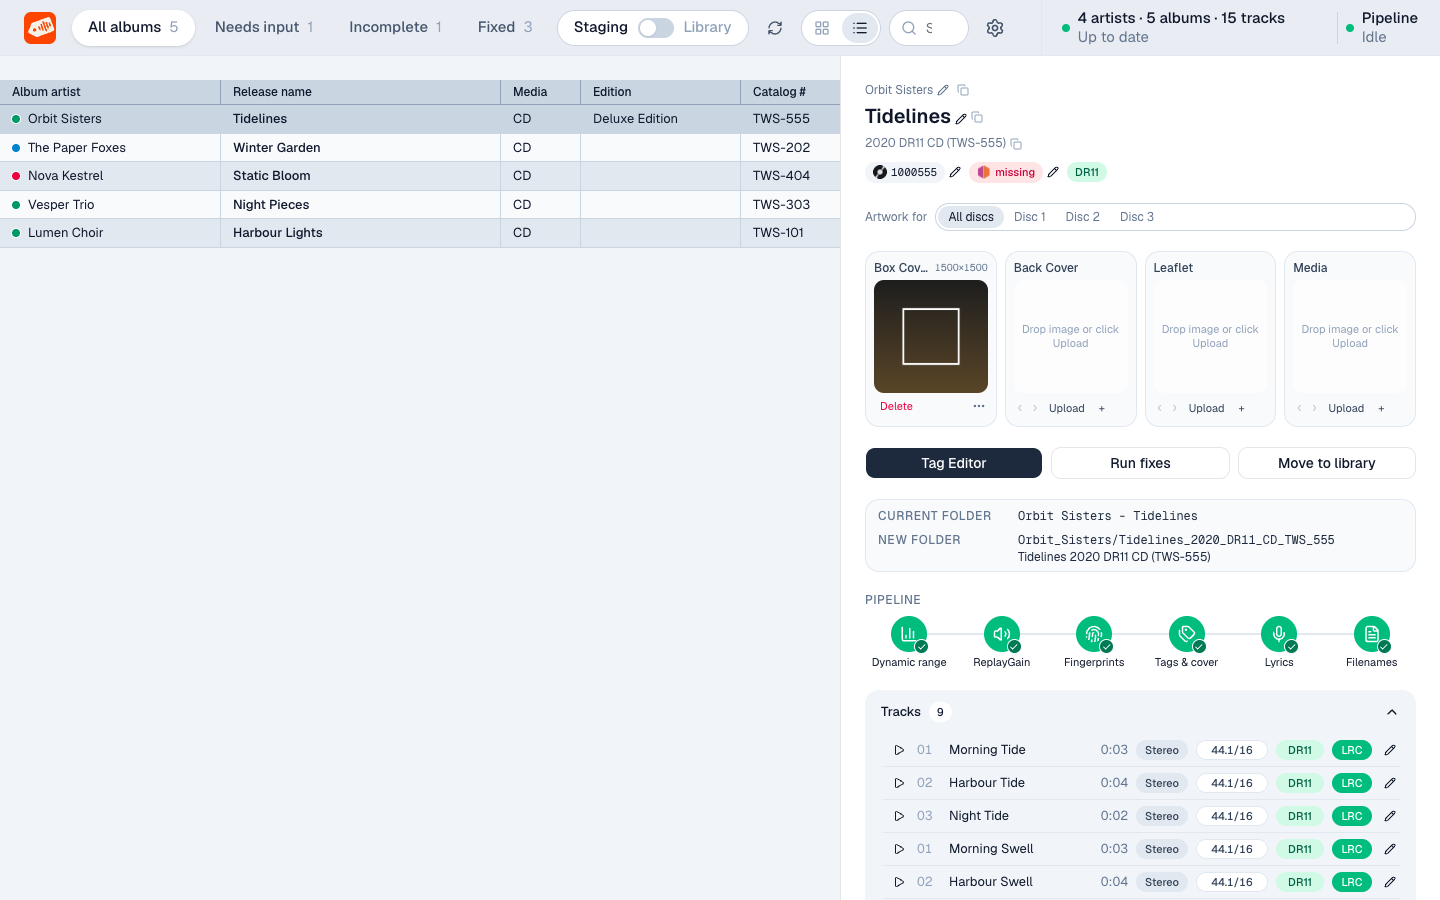 All albums 5
Needs input 1
Incomplete 1
Fixed 3
Staging
Library
S
4 artists · 5 albums · 15 tracks
Up to date
Pipeline
Idle
Album artist Release name Media Edition Catalog #
Orbit Sisters Tidelines CD Deluxe Edition TWS-555
The Paper Foxes Winter Garden CD TWS-202
Nova Kestrel Static Bloom CD TWS-404
Vesper Trio Night Pieces CD TWS-303
Lumen Choir Harbour Lights CD TWS-101
Orbit Sisters
Tidelines
2020 DR11 CD (TWS-555)
1000555 missing DR11
Artwork for All discs Disc 1 Disc 2 Disc 3
Box Cov... 1500×1500
Delete
Back Cover
Drop image or click
Upload
Upload +
Leaflet
Drop image or click
Upload
Upload +
Media
Drop image or click
Upload
Upload +
Tag Editor
Run fixes
Move to library
CURRENT FOLDER Orbit Sisters - Tidelines
NEW FOLDER Orbit_Sisters/Tidelines_2020_DR11_CD_TWS_555
Tidelines 2020 DR11 CD (TWS-555)
PIPELINE
Dynamic range
ReplayGain
Fingerprints
Tags & cover
Lyrics
Filenames
Tracks 9
01 Morning Tide 0:03 Stereo 44.1/16 DR11 LRC
02 Harbour Tide 0:04 Stereo 44.1/16 DR11 LRC
03 Night Tide 0:02 Stereo 44.1/16 DR11 LRC
01 Morning Swell 0:03 Stereo 44.1/16 DR11 LRC
02 Harbour Swell 0:04 Stereo 44.1/16 DR11 LRC